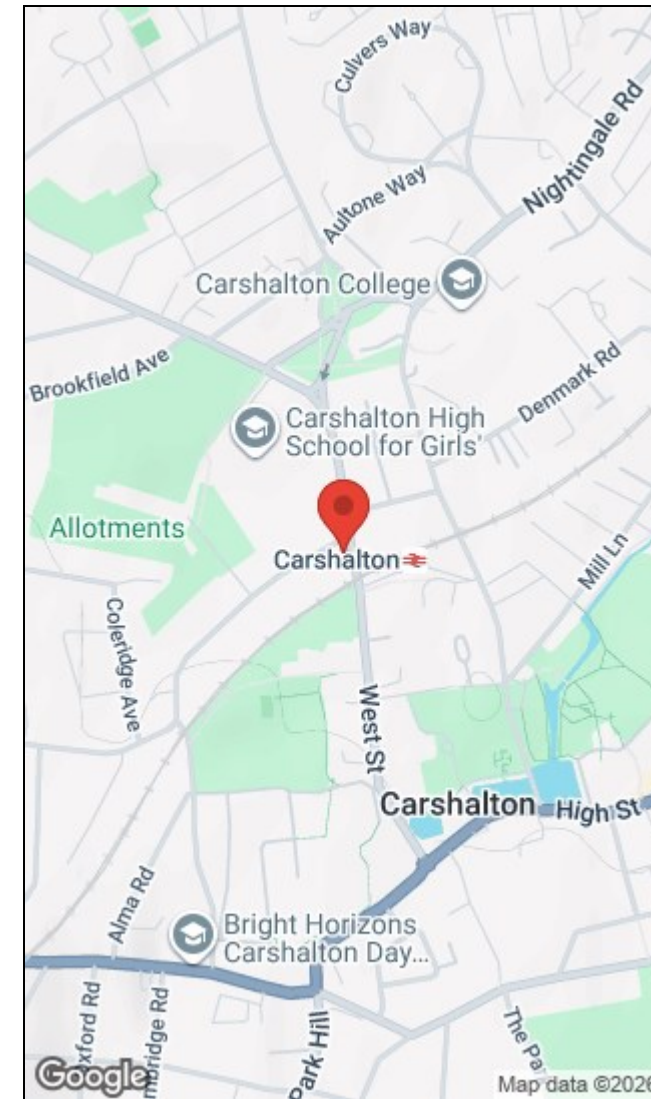 Culvers Way
Nightingale Rd
Aultone Way
Carshalton College
Brookfield Ave
Denmark Rd
Carshalton High
School for Girls'
Allotments
Carshalton
Mill Ln
Coleridge Ave
West St
Carshalton
High St
Alma Rd
Bright Horizons
Carshalton Day...
Park Hill
Google
Map data ©2026